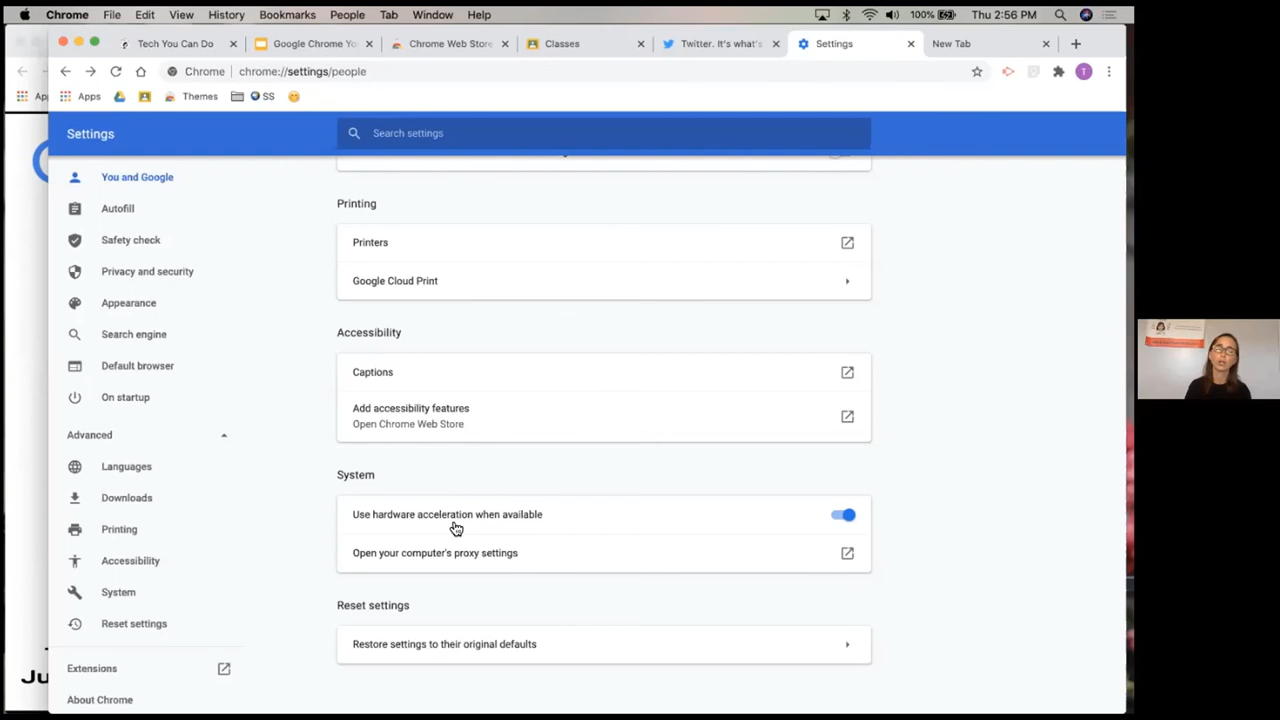 Chrome File Edit View History Bookmarks People Tab Window Help 100% Thu 2:56 PM
Tech You Can Do Google Chrome Yo Chrome Web Store Classes Twitter. It's what's Settings New Tab
Chrome chrome://settings/people T
Apps Themes SS
Settings
Search settings
You and Google
Autofill
Safety check
Privacy and security
Appearance
Search engine
Default browser
On startup
Advanced
Languages
Downloads
Printing
Accessibility
System
Reset settings
Extensions
About Chrome
Printing
Printers
Google Cloud Print
Accessibility
Captions
Add accessibility features
Open Chrome Web Store
System
Use hardware acceleration when available
Open your computer's proxy settings
Reset settings
Restore settings to their original defaults
Ju